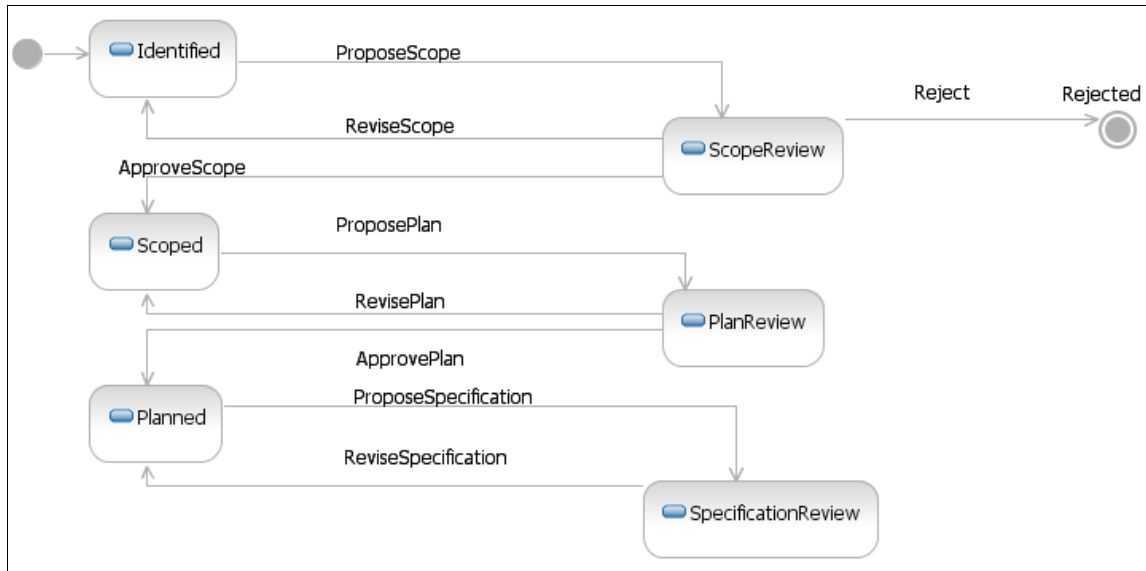 Identified
ProposeScope
Reject
Rejected
ReviseScope
ScopeReview
ApproveScope
ProposePlan
Scoped
RevisePlan
PlanReview
ApprovePlan
ProposeSpecification
Planned
ReviseSpecification
SpecificationReview